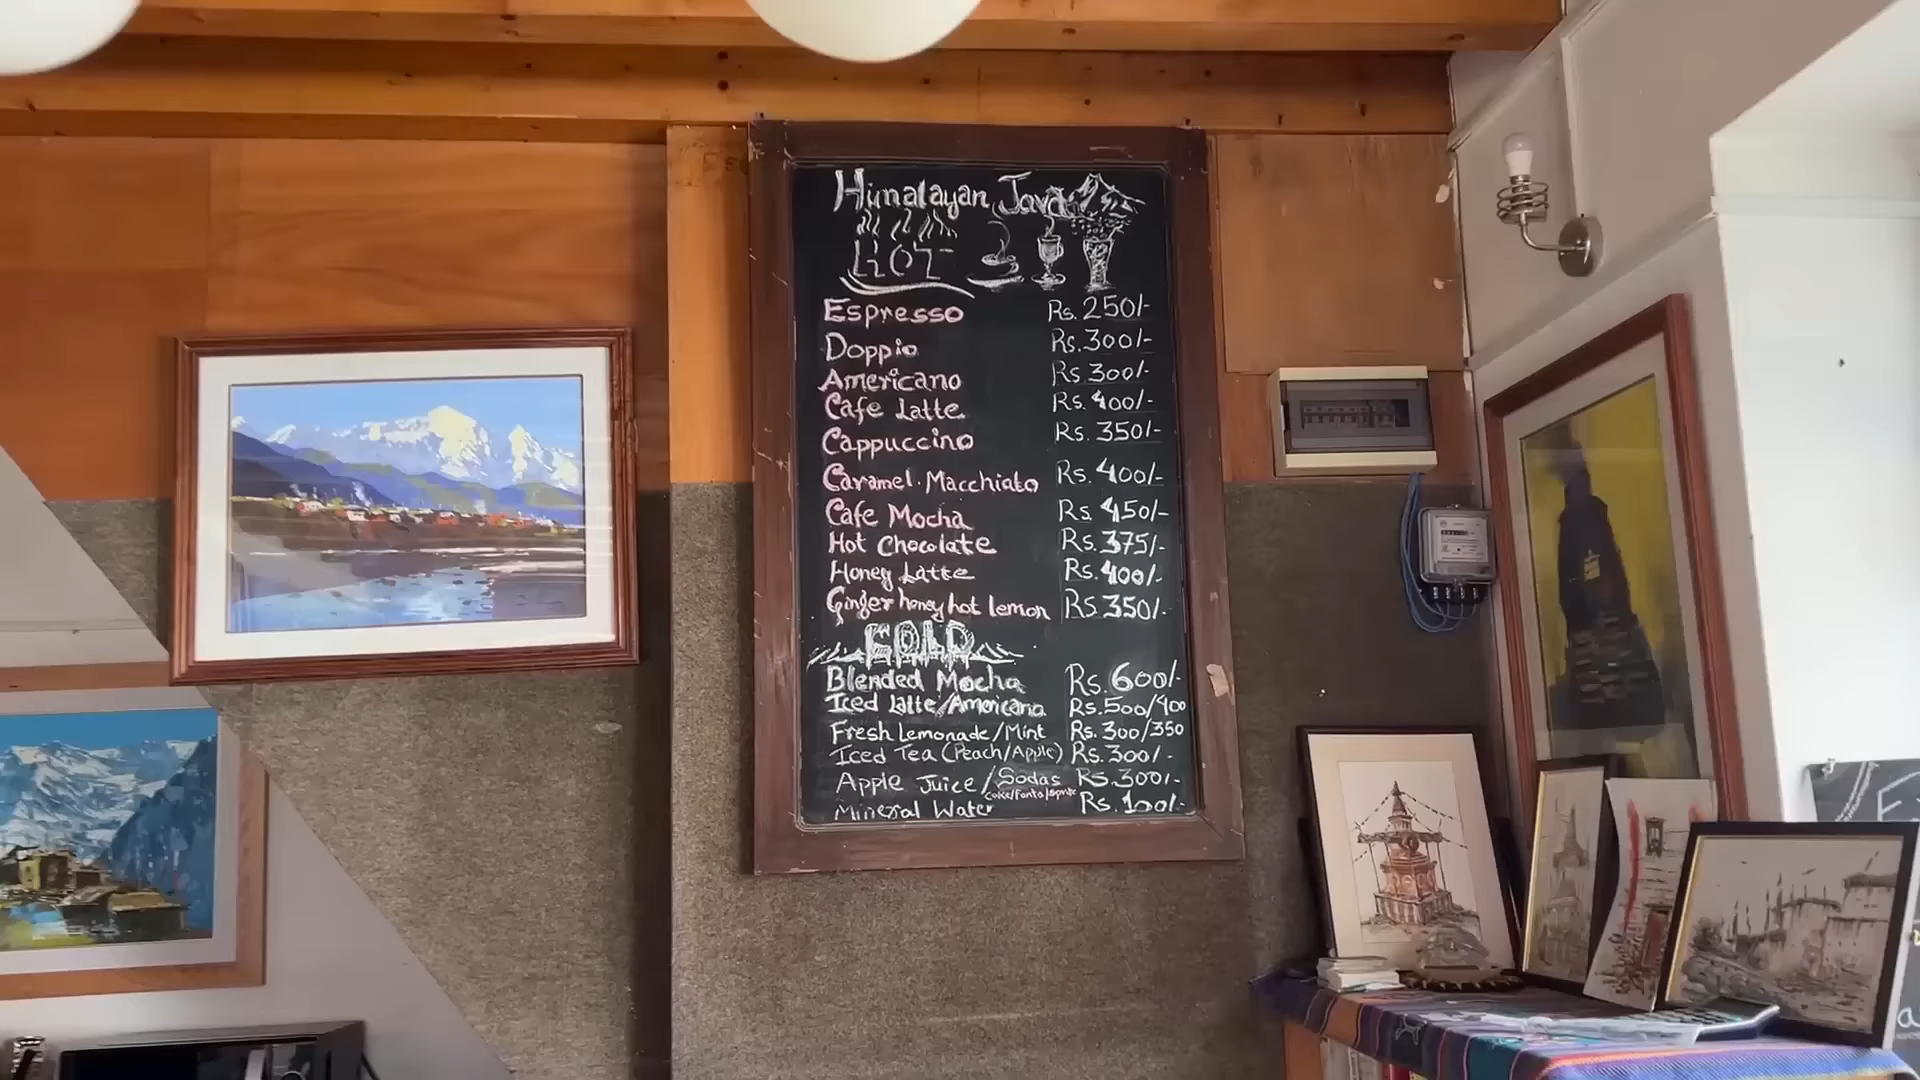 Himalayan Java
HOT
Espresso Rs. 250/-
Doppio Rs. 300/-
Americano Rs 300/-
Cafe Latte Rs. 400/-
Cappuccino Rs. 350/-
Caramel Macchiato Rs. 400/-
Cafe Mocha Rs 450/-
Hot Chocolate Rs. 375/-
Honey Latte Rs. 400/-
Ginger honey hot lemon Rs. 350/-
COLD
Blended Mocha Rs. 600/-
Iced Latte/Americano Rs. 500/400
Fresh Lemonade/Mint Rs. 300/350
Iced Tea (Peach/Apple) Rs. 300/-
Apple Juice/Sodas Rs. 300/-
coke/Fanta/Sprite
Mineral Water Rs. 100/-